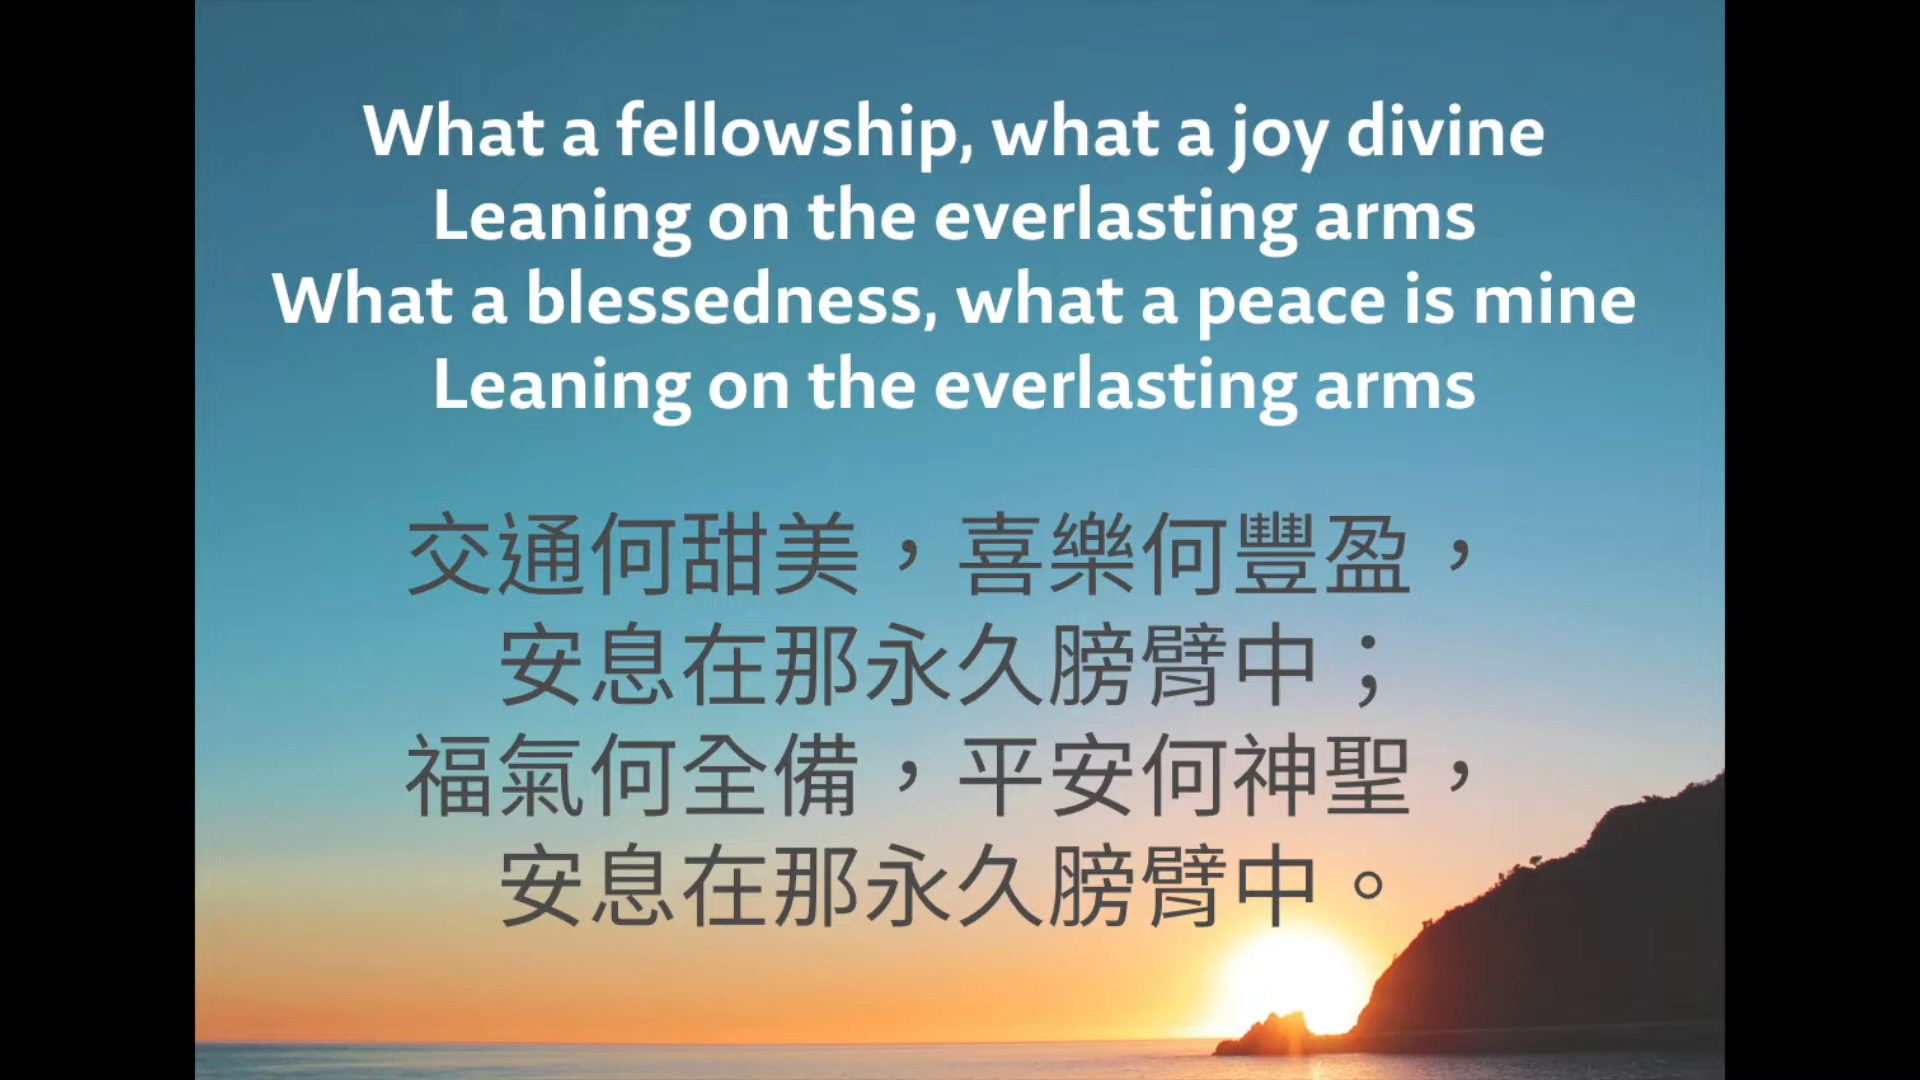 What a fellowship, what a joy divine
Leaning on the everlasting arms
What a blessedness, what a peace is mine
Leaning on the everlasting arms
交通何甜美，喜樂何豐盈，
安息在那永久膀臂中；
福氣何全備，平安何神聖，
安息在那永久膀臂中。